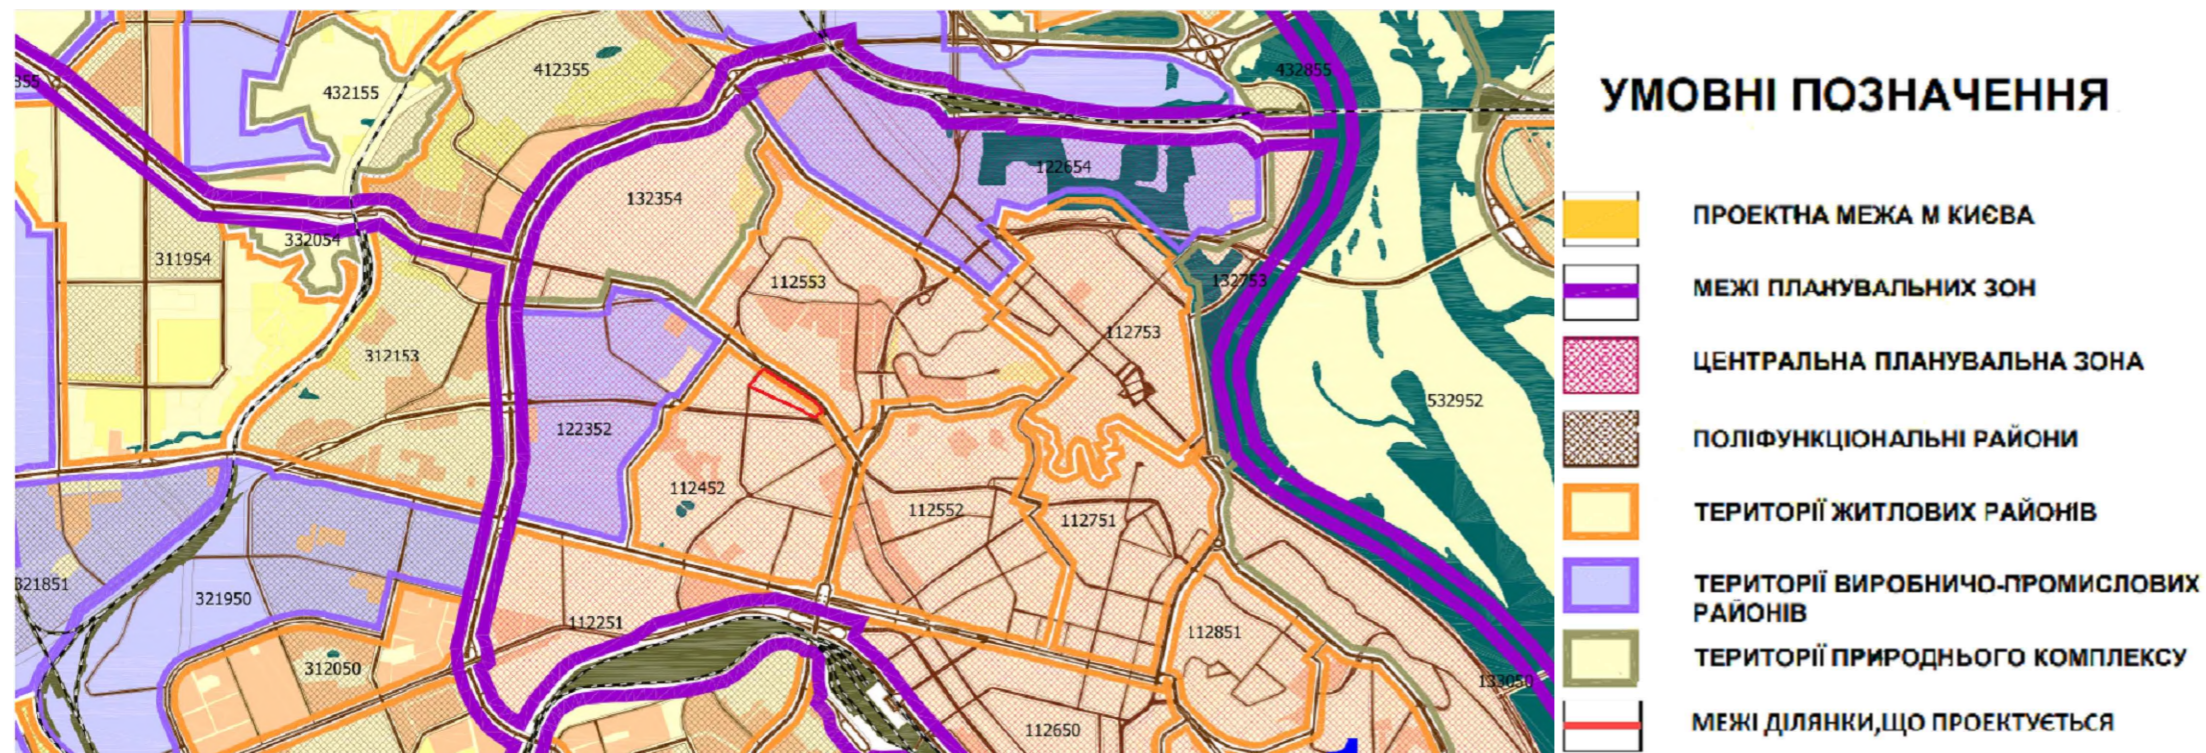 УМОВНІ ПОЗНАЧЕННЯ
ПРОЕКТНА МЕЖА М КИЄВА
МЕЖІ ПЛАНУВАЛЬНИХ ЗОН
ЦЕНТРАЛЬНА ПЛАНУВАЛЬНА ЗОНА
ПОЛІФУНКЦІОНАЛЬНІ РАЙОНИ
ТЕРИТОРІЇ ЖИТЛОВИХ РАЙОНІВ
ТЕРИТОРІЇ ВИРОБНИЧО-ПРОМИСЛОВИХ
РАЙОНІВ
ТЕРИТОРІЇ ПРИРОДНЬОГО КОМПЛЕКСУ
МЕЖІ ДІЛЯНКИ,ЩО ПРОЕКТУЄТЬСЯ
412355
432855
855
432155
122654
132354
332054
311954
112553
132753
112753
312153
532952
122352
112452
112552
112751
321851
321950
112251
112851
312050
133050
112650